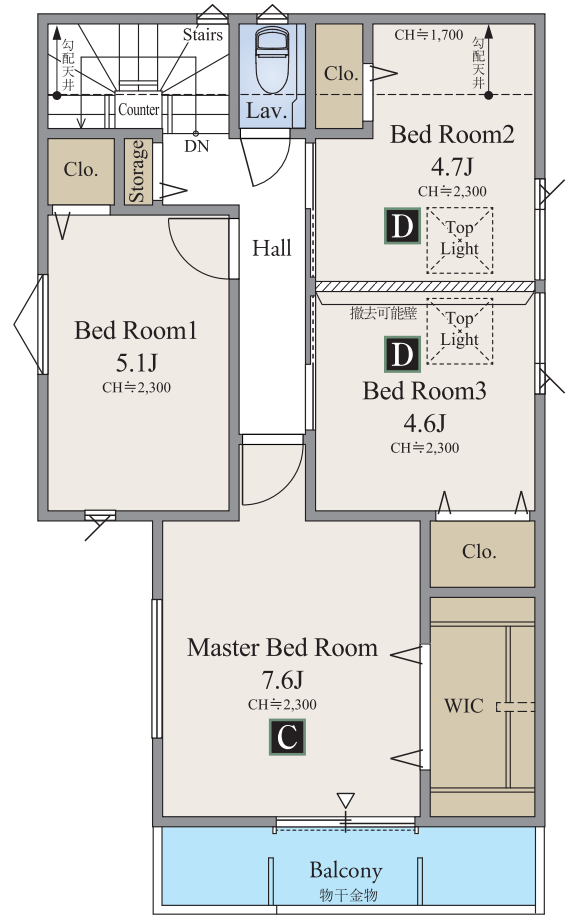 Stairs
勾配天井
Counter
Lav.
DN
Clo.
CH≒1,700
勾配天井
Bed Room2
4.7J
CH≒2,300
D
Top
Light
Clo.
Storage
Hall
Bed Room1
5.1J
CH≒2,300
撤去可能壁
Top
Light
D
Bed Room3
4.6J
CH≒2,300
Clo.
Master Bed Room
7.6J
CH≒2,300
C
WIC
Balcony
物干金物